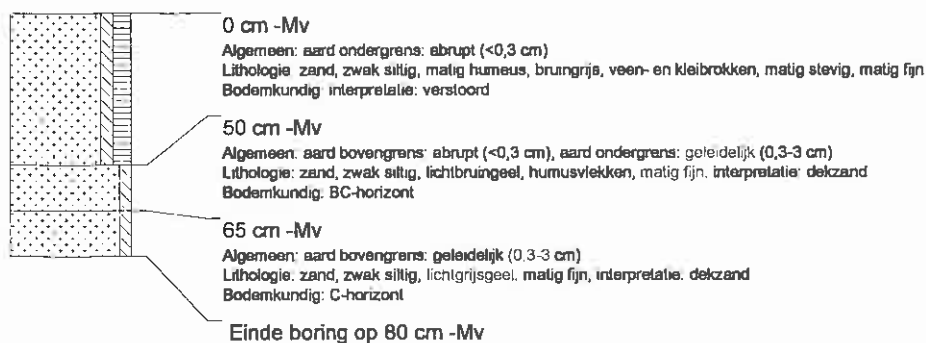 0 cm -Mv
Algemeen: aard ondergrens: abrupt (<0,3 cm)
Lithologie: zand, zwak siltig, matig humeus, bruingrijs, veen- en kleibrokken, matig stevig, matig fijn
Bodemkundig: interpretatie: verstoord
50 cm -Mv
Algemeen: aard bovengrens: abrupt (<0,3 cm), aard ondergrens: geleidelijk (0,3-3 cm)
Lithologie: zand, zwak siltig, lichtbruingeel, humusvlekken, matig fijn, interpretatie: dekzand
Bodemkundig: BC-horizont
65 cm -Mv
Algemeen: aard bovengrens: geleidelijk (0,3-3 cm)
Lithologie: zand, zwak siltig, lichtgrijsgeel, matig fijn, interpretatie: dekzand
Bodemkundig: C-horizont
Einde boring op 80 cm -Mv